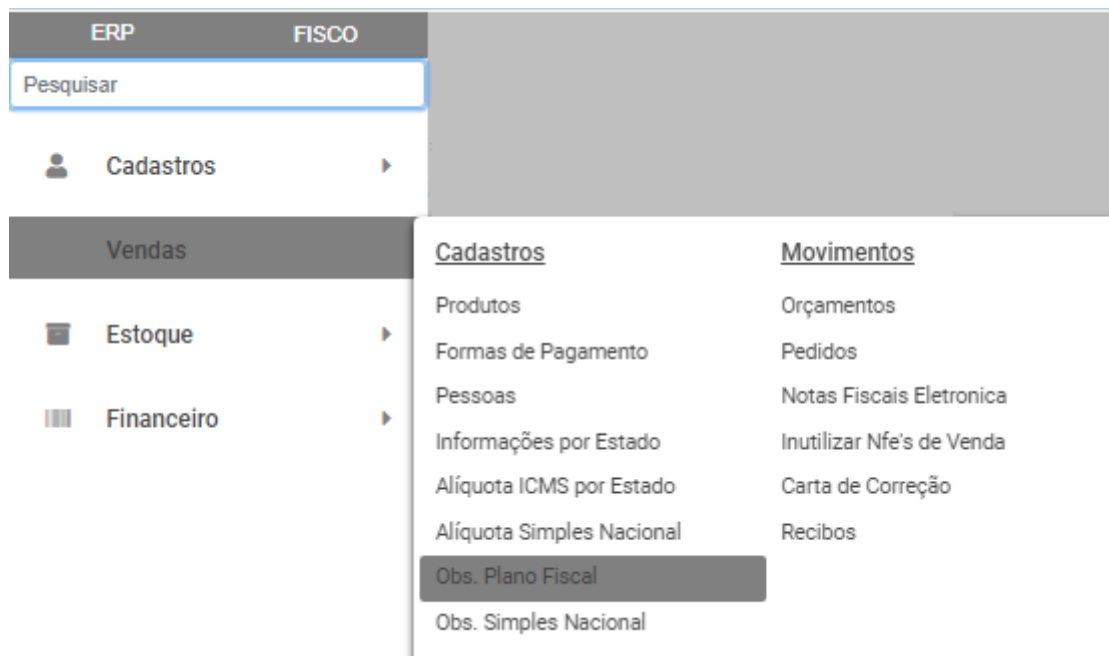 ERP FISCO
Pesquisar
Cadastros
Vendas
Estoque
Financeiro
Cadastros
Produtos
Formas de Pagamento
Pessoas
Informações por Estado
Alíquota ICMS por Estado
Alíquota Simples Nacional
Obs. Plano Fiscal
Obs. Simples Nacional
Movimentos
Orçamentos
Pedidos
Notas Fiscais Eletronica
Inutilizar Nfe's de Venda
Carta de Correção
Recibos